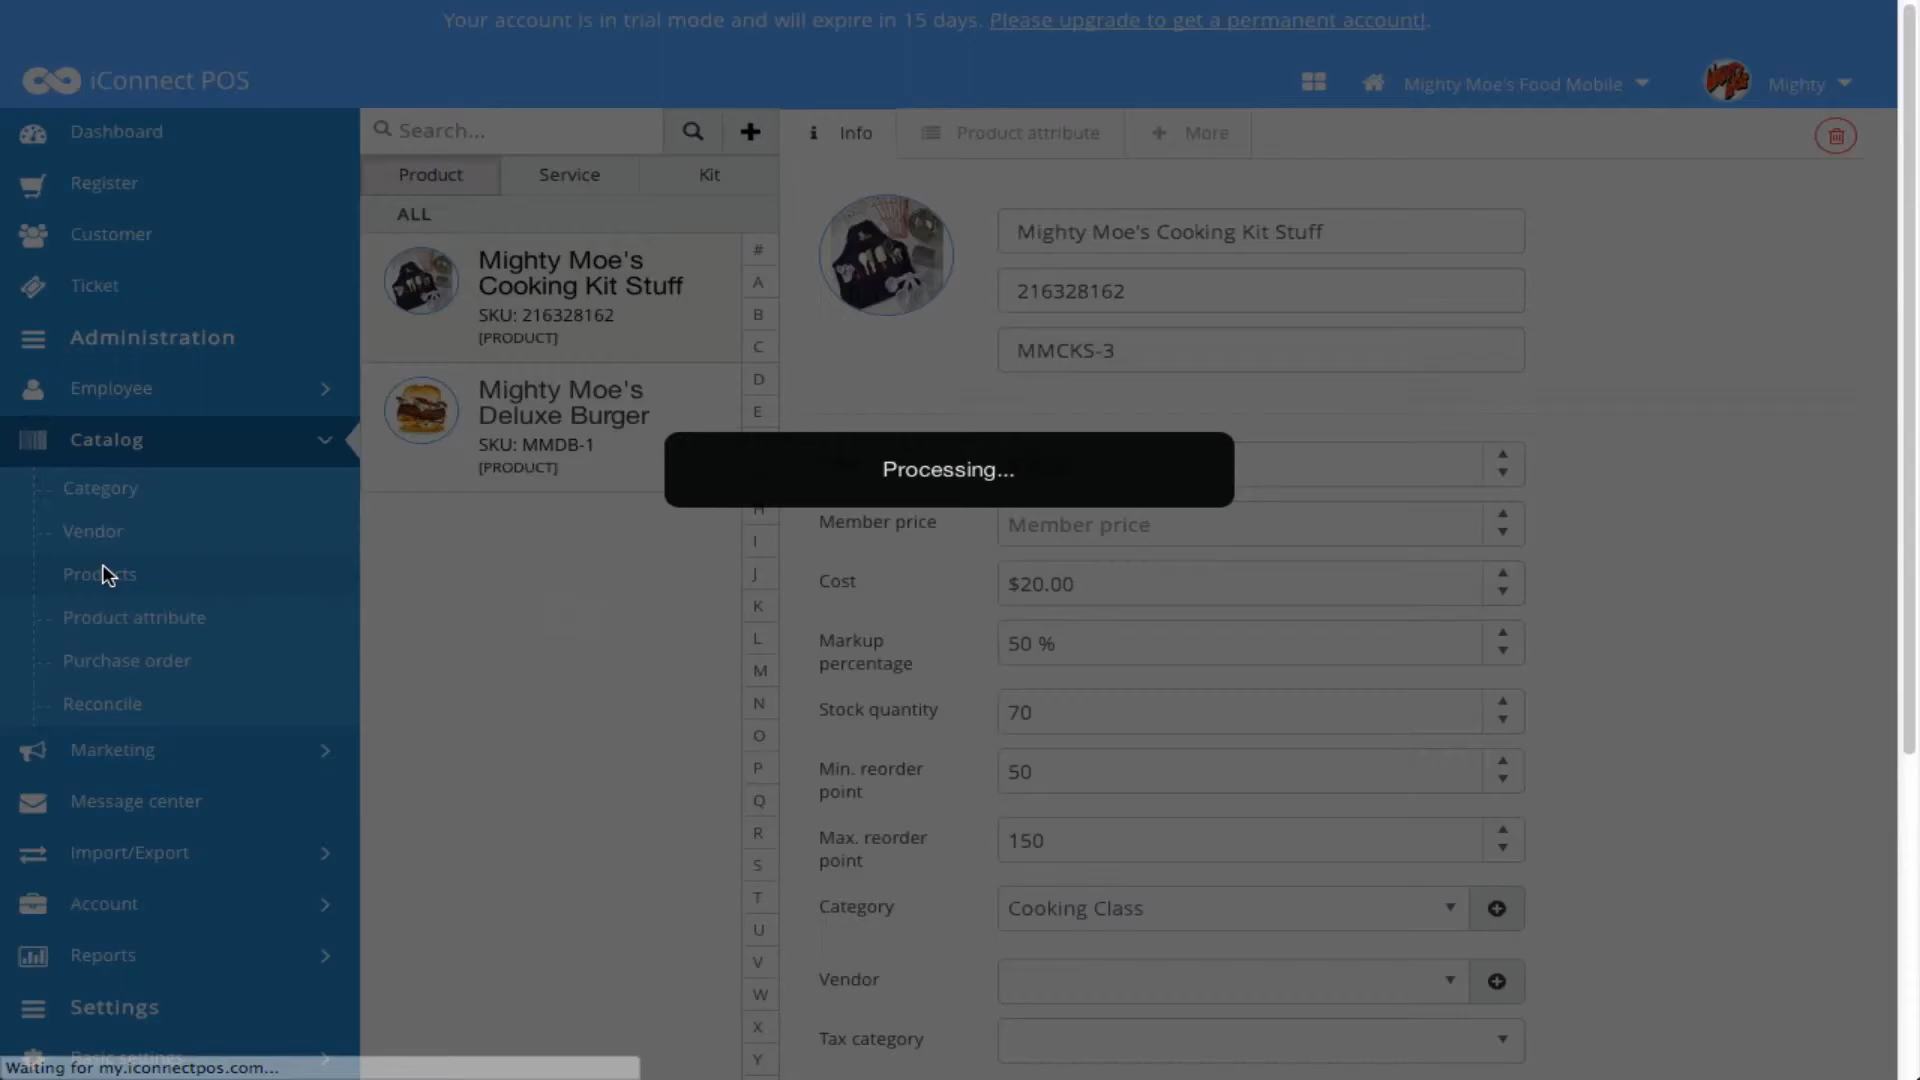 Your account is in trial mode and will expire in 15 days. Please upgrade to get a permanent account!.
iConnect POS
Mighty Moe's Food Mobile
Mighty
Dashboard
Register
Customer
Ticket
Administration
Employee
Catalog
Category
Vendor
Products
Product attribute
Purchase order
Reconcile
Marketing
Message center
Import/Export
Account
Reports
Settings
Basic settings
Waiting for my.iconnectpos.com...
Search...
Product Service Kit
ALL
Mighty Moe's
Cooking Kit Stuff
SKU: 216328162
[PRODUCT]
Mighty Moe's
Deluxe Burger
SKU: MMDB-1
[PRODUCT]
#
A
B
C
D
E
H
I
J
K
L
M
N
O
P
Q
R
S
T
U
V
W
X
Y
Info Product attribute More
Mighty Moe's Cooking Kit Stuff
216328162
MMCKS-3
Processing...
Member price Member price
Cost $20.00
Markup
percentage
50 %
Stock quantity 70
Min. reorder
point
50
Max. reorder
point
150
Category Cooking Class
Vendor
Tax category